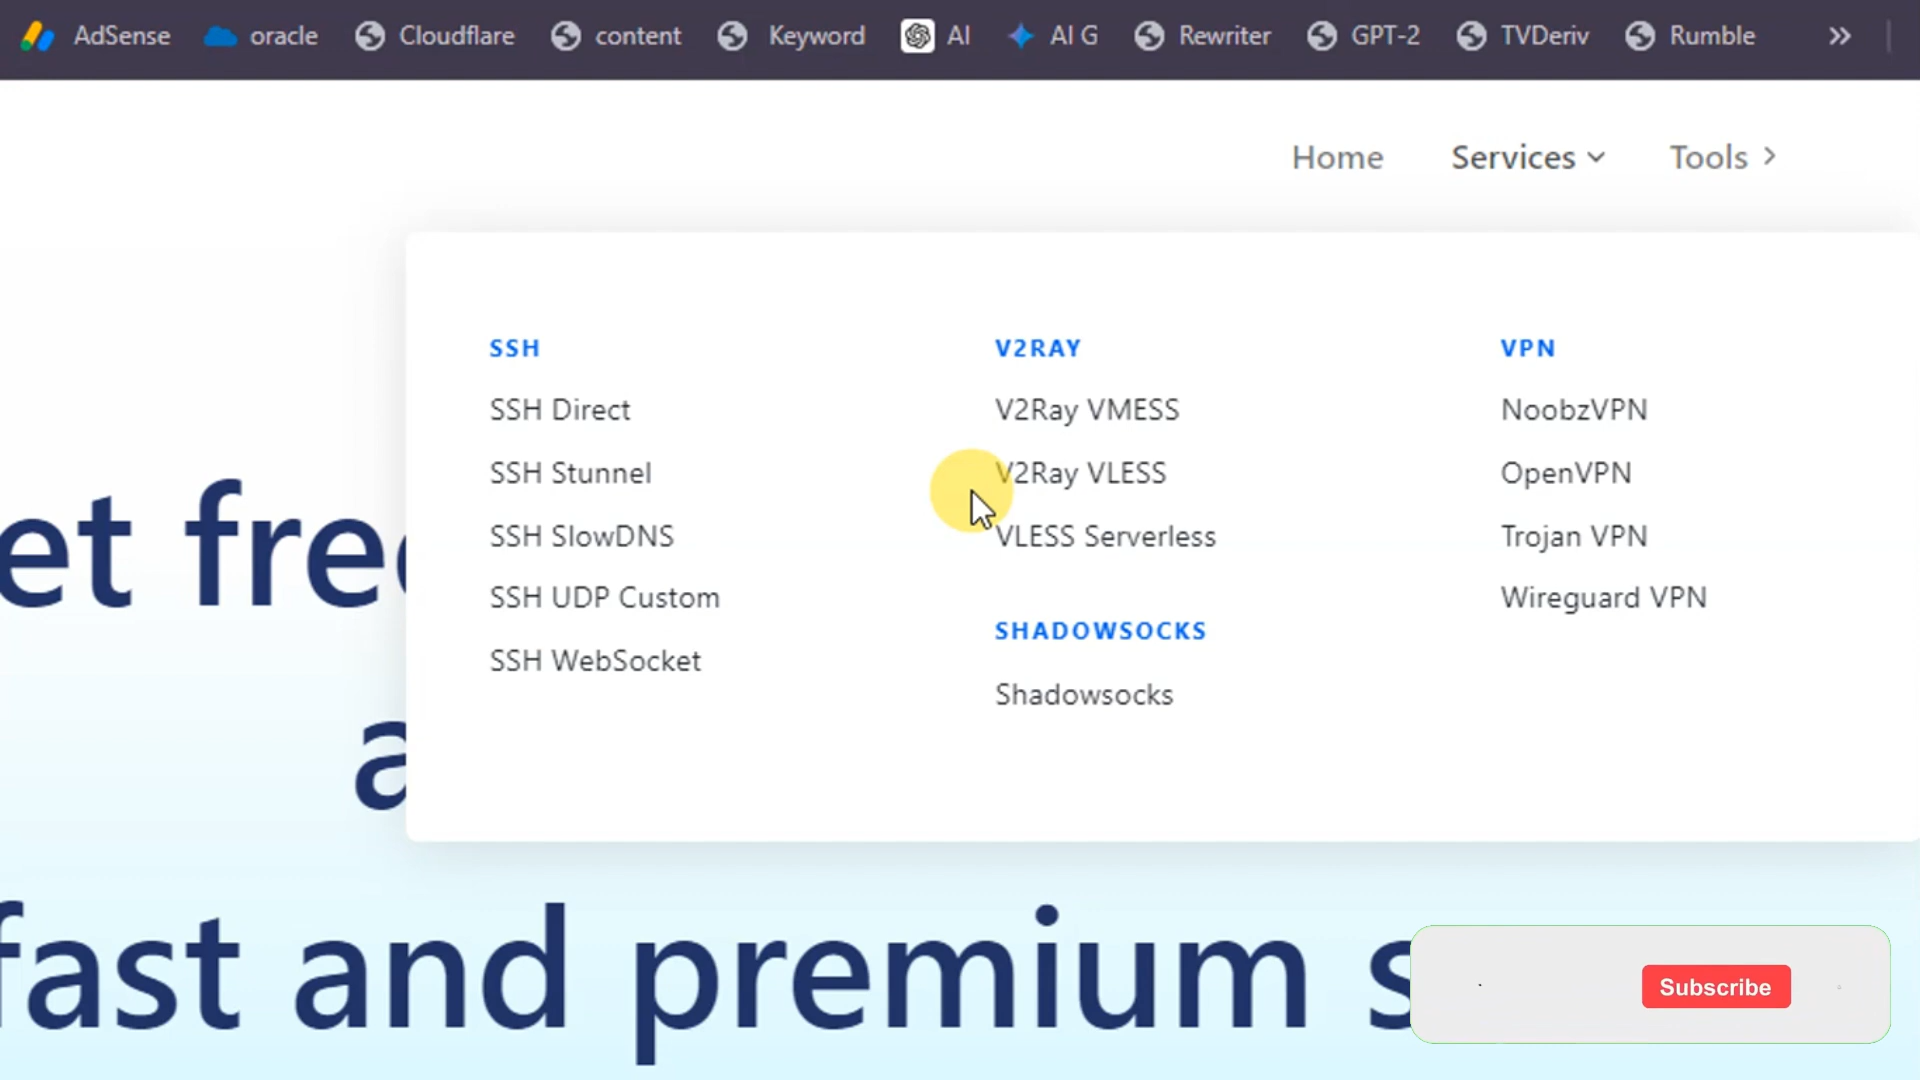 AdSense oracle Cloudflare content Keyword AI AI G Rewriter GPT-2 TVDeriv Rumble »
Home Services Tools
SSH
SSH Direct
SSH Stunnel
SSH SlowDNS
SSH UDP Custom
SSH WebSocket
V2RAY
V2Ray VMESS
V2Ray VLESS
VLESS Serverless
SHADOWSOCKS
Shadowsocks
VPN
NoobzVPN
OpenVPN
Trojan VPN
Wireguard VPN
et free
a
fast and premium s
Subscribe